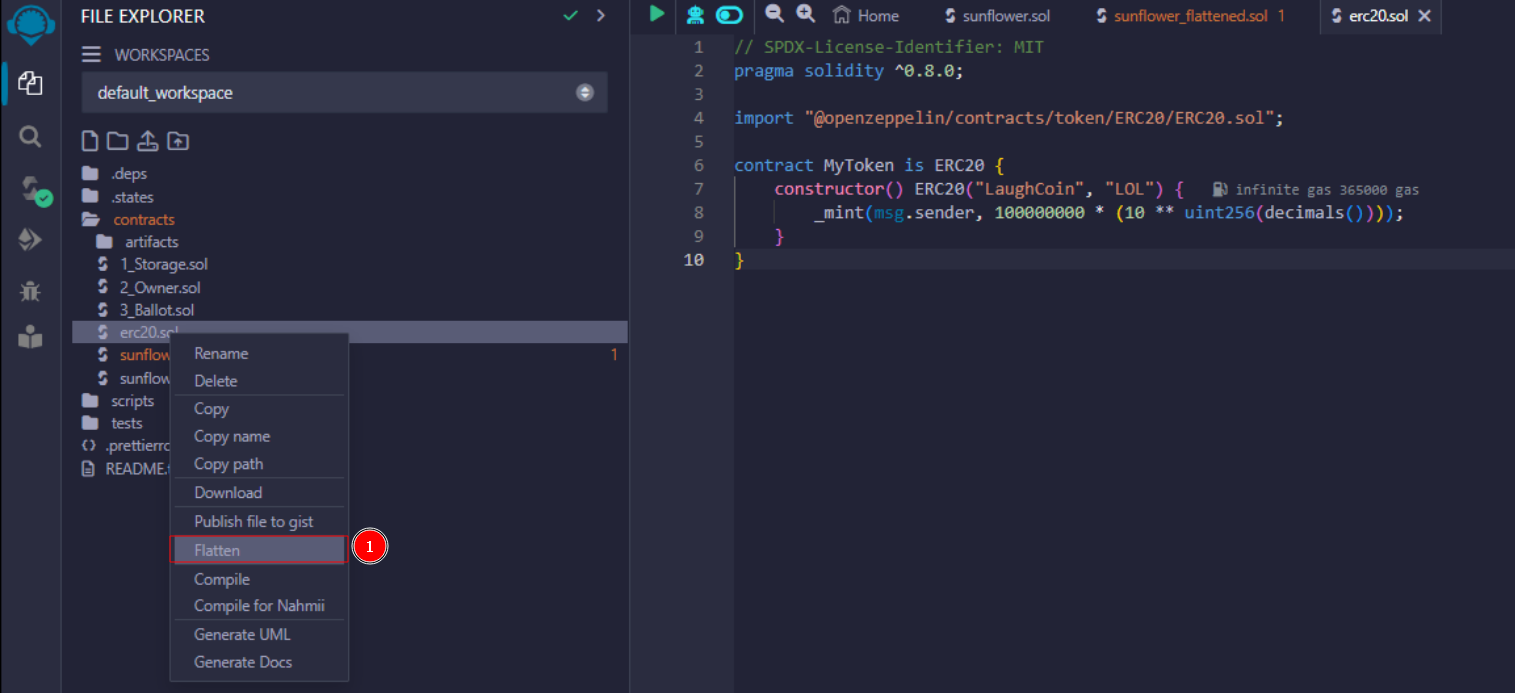 FILE EXPLORER
WORKSPACES
default_workspace
.deps
.states
contracts
artifacts
1_Storage.sol
2_Owner.sol
3_Ballot.sol
erc20.sol
sunflow 1
sunflow
scripts
tests
.prettierrc
README.
Rename
Delete
Copy
Copy name
Copy path
Download
Publish file to gist
Flatten
1
Compile
Compile for Nahmii
Generate UML
Generate Docs
Home sunflower.sol sunflower_flattened.sol 1 erc20.sol
1 // SPDX-License-Identifier: MIT
2 pragma solidity ^0.8.0;
3
4 import "@openzeppelin/contracts/token/ERC20/ERC20.sol";
5
6 contract MyToken is ERC20 {
7 constructor() ERC20("LaughCoin", "LOL") { infinite gas 365000 gas
8 _mint(msg.sender, 100000000 * (10 ** uint256(decimals())));
9 }
10 }